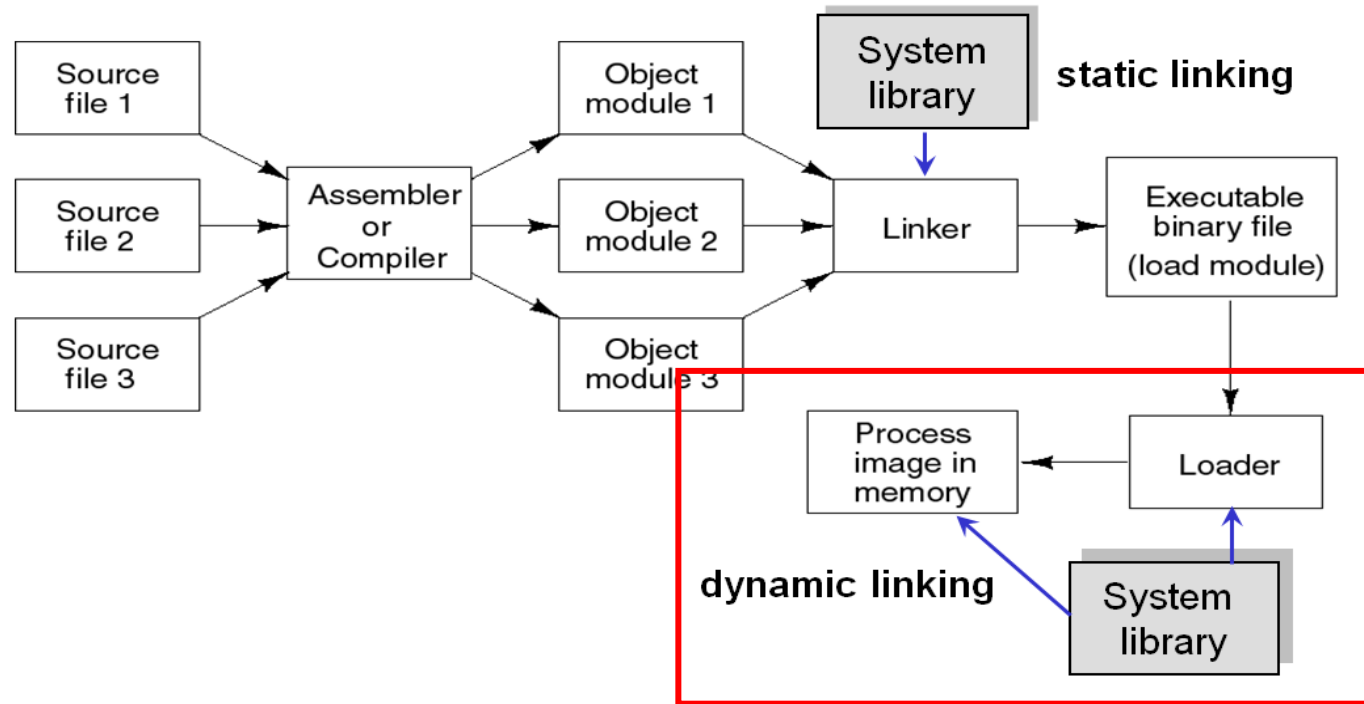 Source
file 1
Source
file 2
Source
file 3
Assembler
or
Compiler
Object
module 1
Object
module 2
Object
module 3
System
library
static linking
Linker
Executable
binary file
(load module)
Loader
Process
image in
memory
dynamic linking
System
library